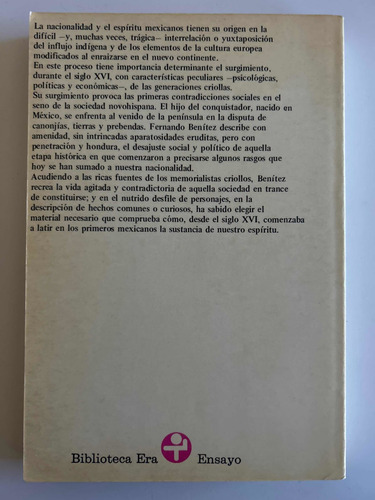 La nacionalidad y el espíritu mexicanos tienen su origen en la
difícil —y, muchas veces, trágica— interrelación o yuxtaposición
del influjo indígena y de los elementos de la cultura europea
modificados al enraizarse en el nuevo continente.
En este proceso tiene importancia determinante el surgimiento,
durante el siglo XVI, con características peculiares —psicológicas,
políticas y económicas—, de las generaciones criollas.
Su surgimiento provoca las primeras contradicciones sociales en el
seno de la sociedad novohispana. El hijo del conquistador, nacido en
México, se enfrenta al venido de la península en la disputa de
canonjías, tierras y prebendas. Fernando Benítez describe con
amenidad, sin intrincadas aparatosidades eruditas, pero con
penetración y hondura, el desajuste social y político de aquella
etapa histórica en que comenzaron a precisarse algunos rasgos que
hoy se han sumado a nuestra nacionalidad.
Acudiendo a las ricas fuentes de los memorialistas criollos, Benítez
recrea la vida agitada y contradictoria de aquella sociedad en trance
de constituirse; y en el nutrido desfile de personajes, en la
descripción de hechos comunes o curiosos, ha sabido elegir el
material necesario que comprueba cómo, desde el siglo XVI, comenzaba
a latir en los primeros mexicanos la sustancia de nuestro espíritu.
Biblioteca Era Ensayo